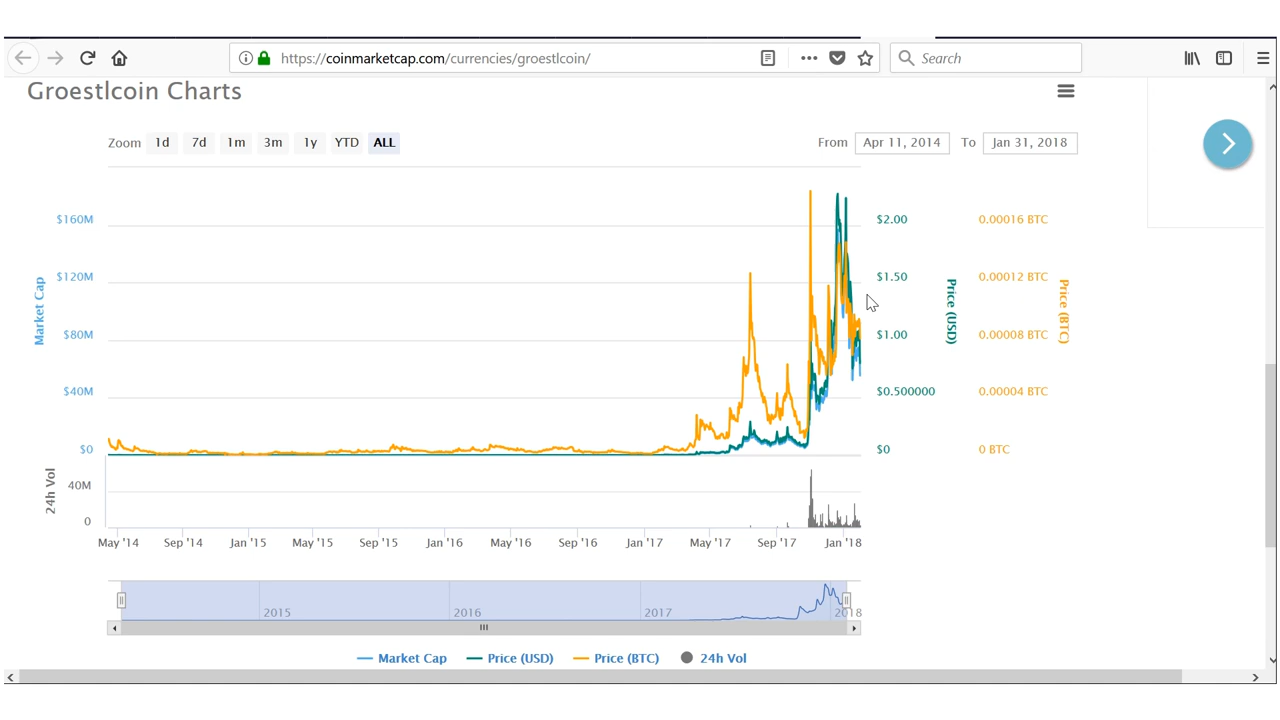 https://coinmarketcap.com/currencies/groestlcoin/
Search
Groestlcoin Charts
Zoom 1d 7d 1m 3m 1y YTD ALL From Apr 11, 2014 To Jan 31, 2018
$160M $2.00 0.00016 BTC
$120M $1.50 0.00012 BTC
Market Cap
Price (USD)
Price (BTC)
$80M $1.00 0.00008 BTC
$40M $0.500000 0.00004 BTC
$0 $0 0 BTC
24h Vol
40M
0
May '14 Sep '14 Jan '15 May '15 Sep '15 Jan '16 May '16 Sep '16 Jan '17 May '17 Sep '17 Jan '18
2015 2016 2017 2018
Market Cap Price (USD) Price (BTC) 24h Vol